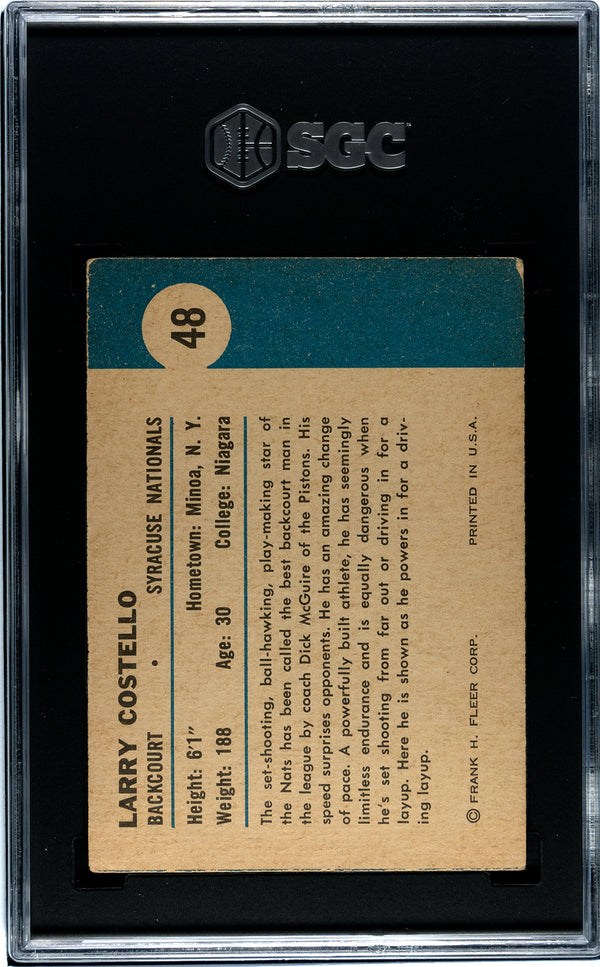 SGC
48
LARRY COSTELLO
BACKCOURT • SYRACUSE NATIONALS
Height: 6'1" Hometown: Minoa, N. Y.
Weight: 188 Age: 30 College: Niagara
The set-shooting, ball-hawking, play-making star of
the Nats has been called the best backcourt man in
the league by coach Dick McGuire of the Pistons. His
speed surprises opponents. He has an amazing change
of pace. A powerfully built athlete, he has seemingly
limitless endurance and is equally dangerous when
he's set shooting from far out or driving in for a
layup. Here he is shown as he powers in for a driv-
ing layup.
© FRANK H. FLEER CORP. PRINTED IN U.S.A.